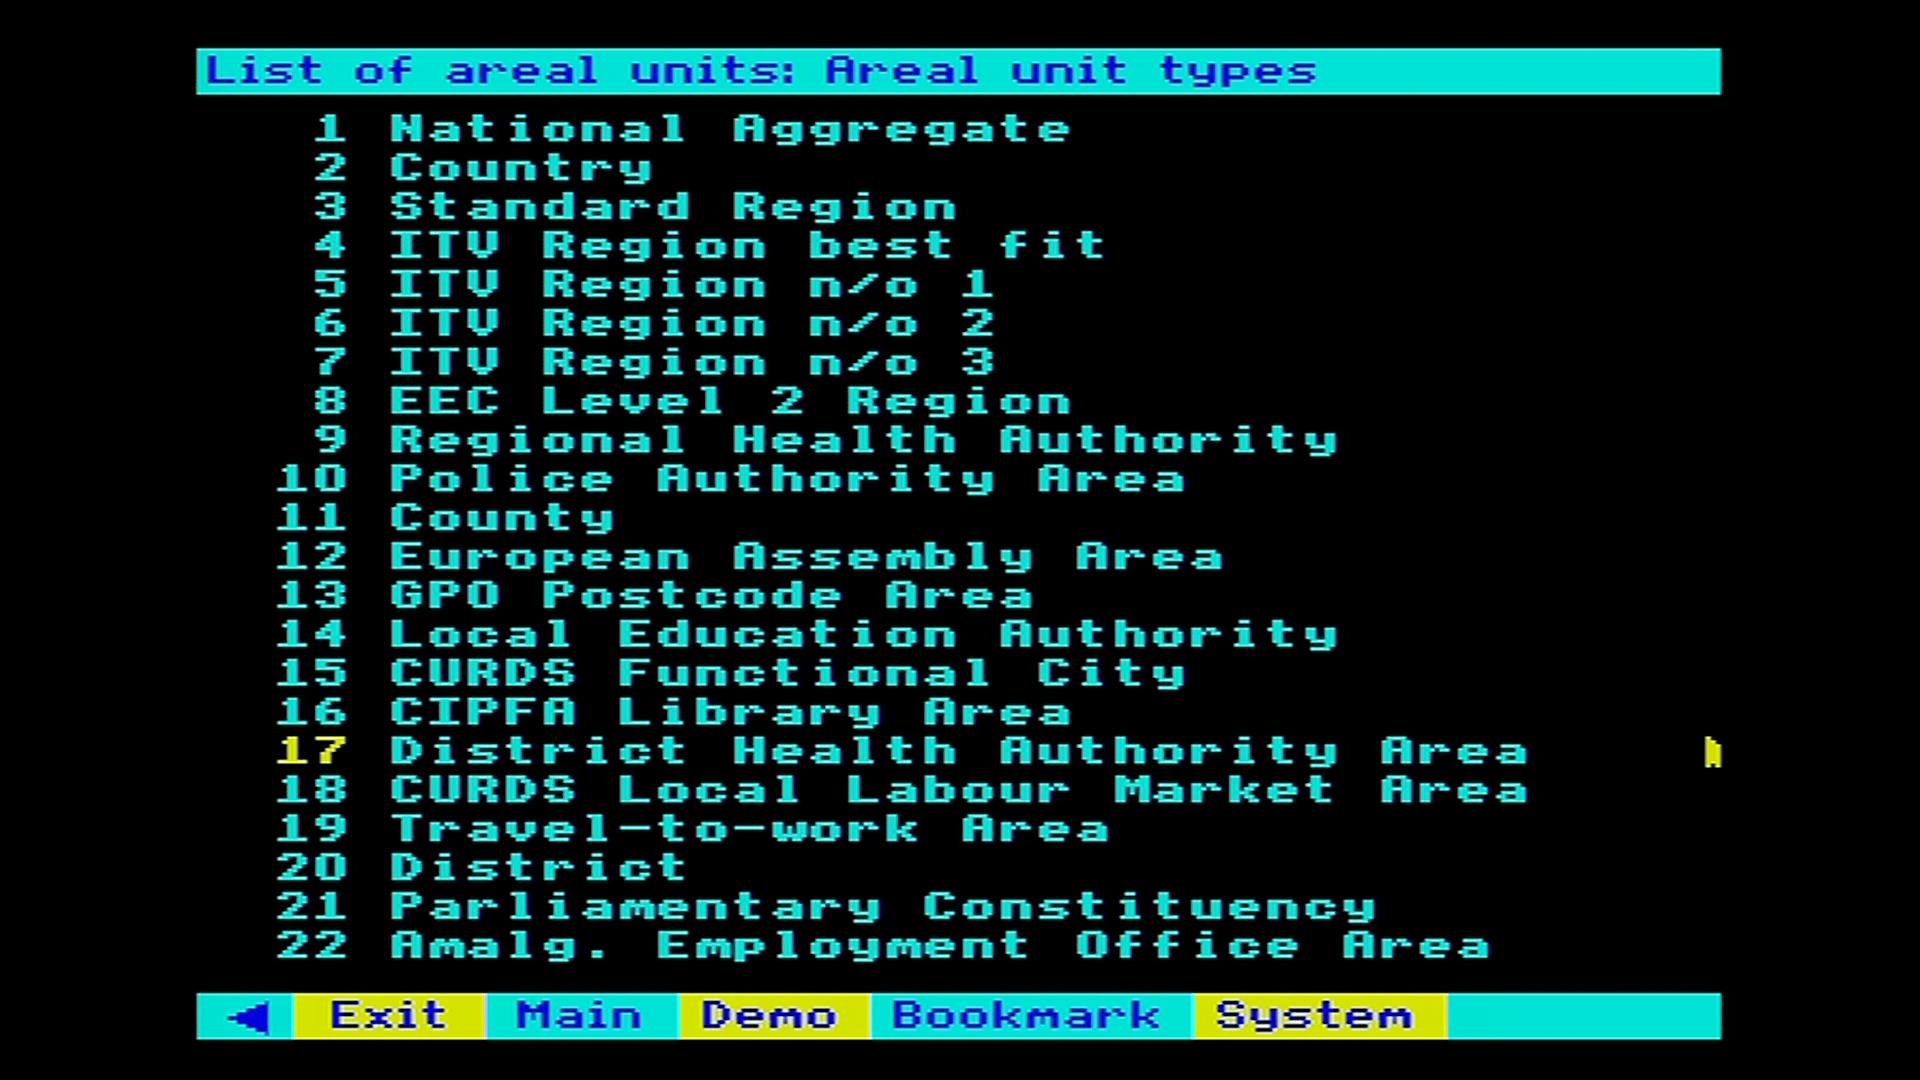 List of areal units: Areal unit types
1 National Aggregate
2 Country
3 Standard Region
4 ITV Region best fit
5 ITV Region n/o 1
6 ITV Region n/o 2
7 ITV Region n/o 3
8 EEC Level 2 Region
9 Regional Health Authority
10 Police Authority Area
11 County
12 European Assembly Area
13 GPO Postcode Area
14 Local Education Authority
15 CURDS Functional City
16 CIPFA Library Area
17 District Health Authority Area
18 CURDS Local Labour Market Area
19 Travel-to-work Area
20 District
21 Parliamentary Constituency
22 Amalg. Employment Office Area
Exit Main Demo Bookmark System